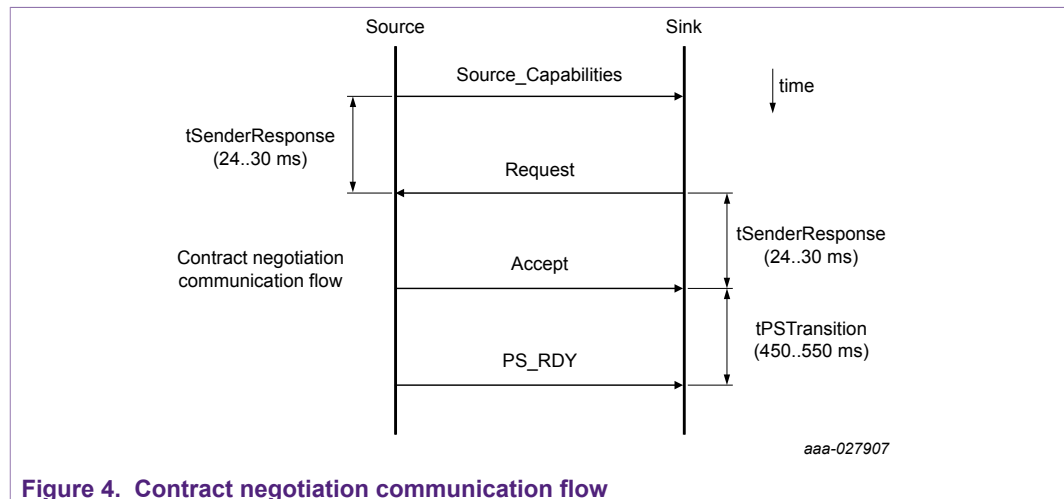 Source
Sink
Source_Capabilities
time
tSenderResponse
(24..30 ms)
Request
tSenderResponse
(24..30 ms)
Contract negotiation
communication flow
Accept
tPSTransition
(450..550 ms)
PS_RDY
aaa-027907
Figure 4. Contract negotiation communication flow